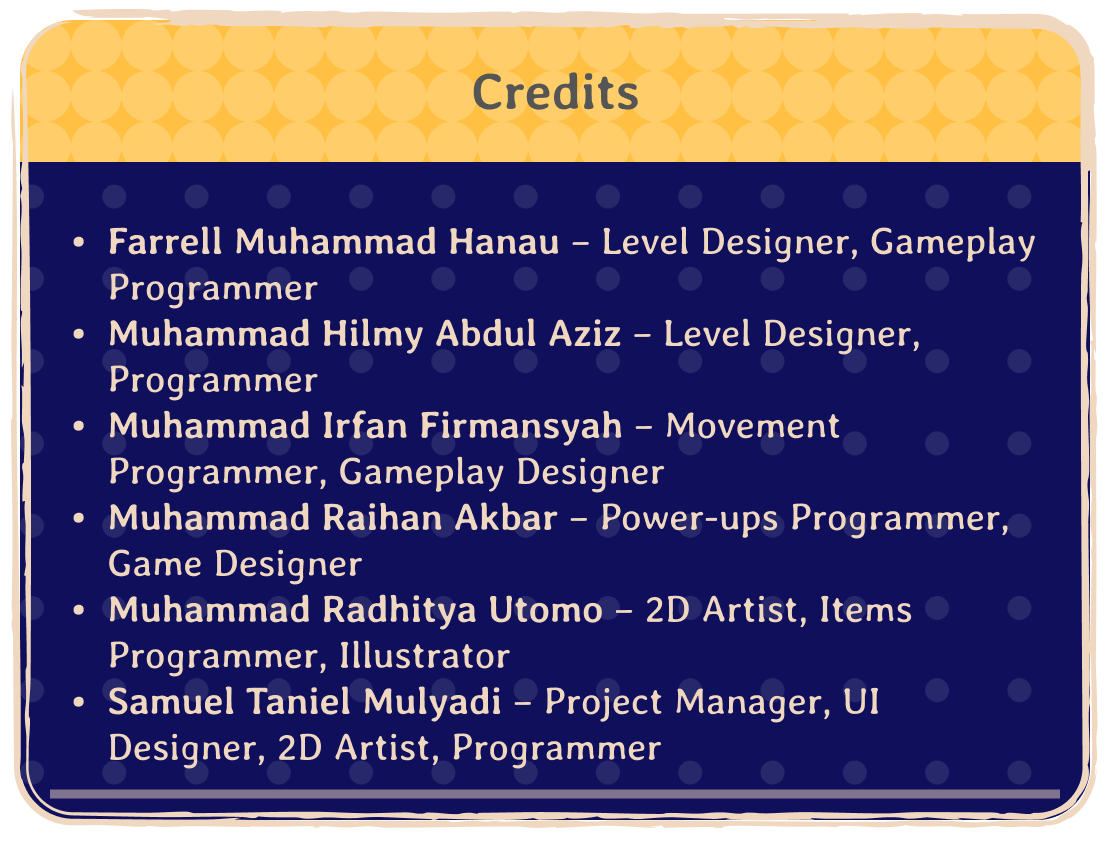 Credits
• Farrell Muhammad Hanau – Level Designer, Gameplay
Programmer
• Muhammad Hilmy Abdul Aziz – Level Designer,
Programmer
• Muhammad Irfan Firmansyah – Movement
Programmer, Gameplay Designer
• Muhammad Raihan Akbar – Power-ups Programmer,
Game Designer
• Muhammad Radhitya Utomo – 2D Artist, Items
Programmer, Illustrator
• Samuel Taniel Mulyadi – Project Manager, UI
Designer, 2D Artist, Programmer